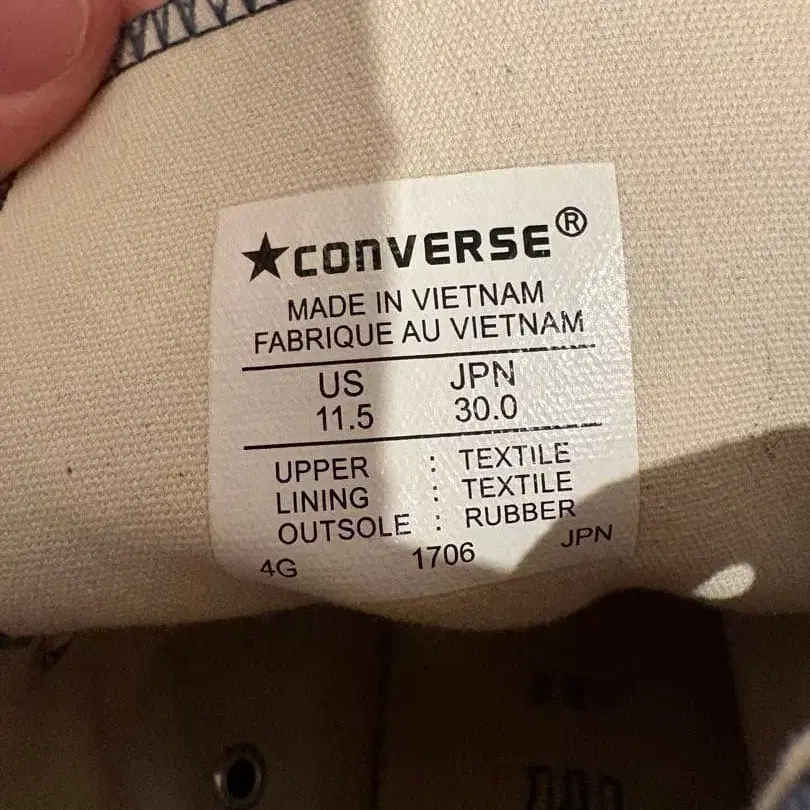 ★CONVERSE®
MADE IN VIETNAM
FABRIQUE AU VIETNAM
US JPN
11.5 30.0
UPPER : TEXTILE
LINING : TEXTILE
OUTSOLE : RUBBER
4G 1706 JPN